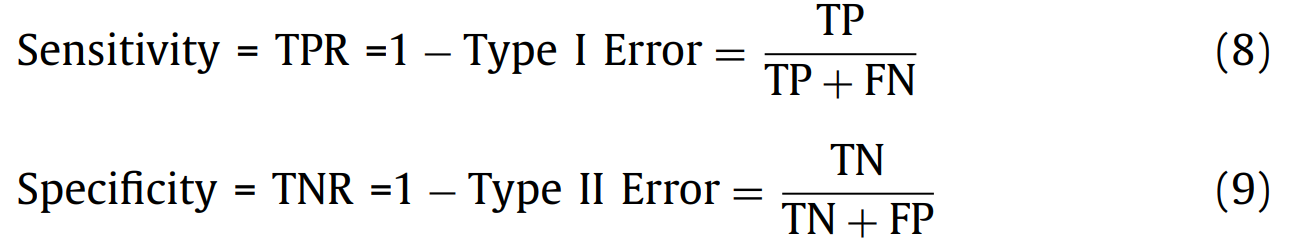 Sensitivity = TPR =1 − Type I Error = TP / (TP + FN) (8)
Specificity = TNR =1 − Type II Error = TN / (TN + FP) (9)